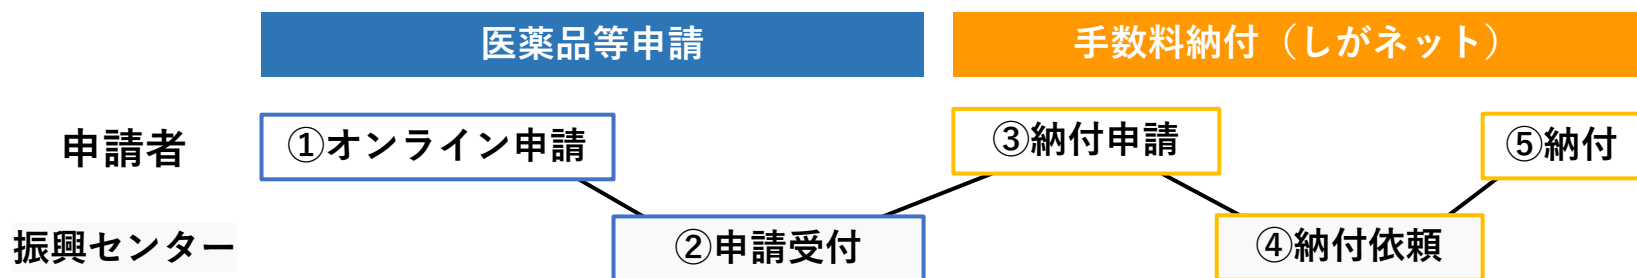 医薬品等申請
手数料納付（しがネット）
申請者
①オンライン申請
③納付申請
⑤納付
振興センター
②申請受付
④納付依頼